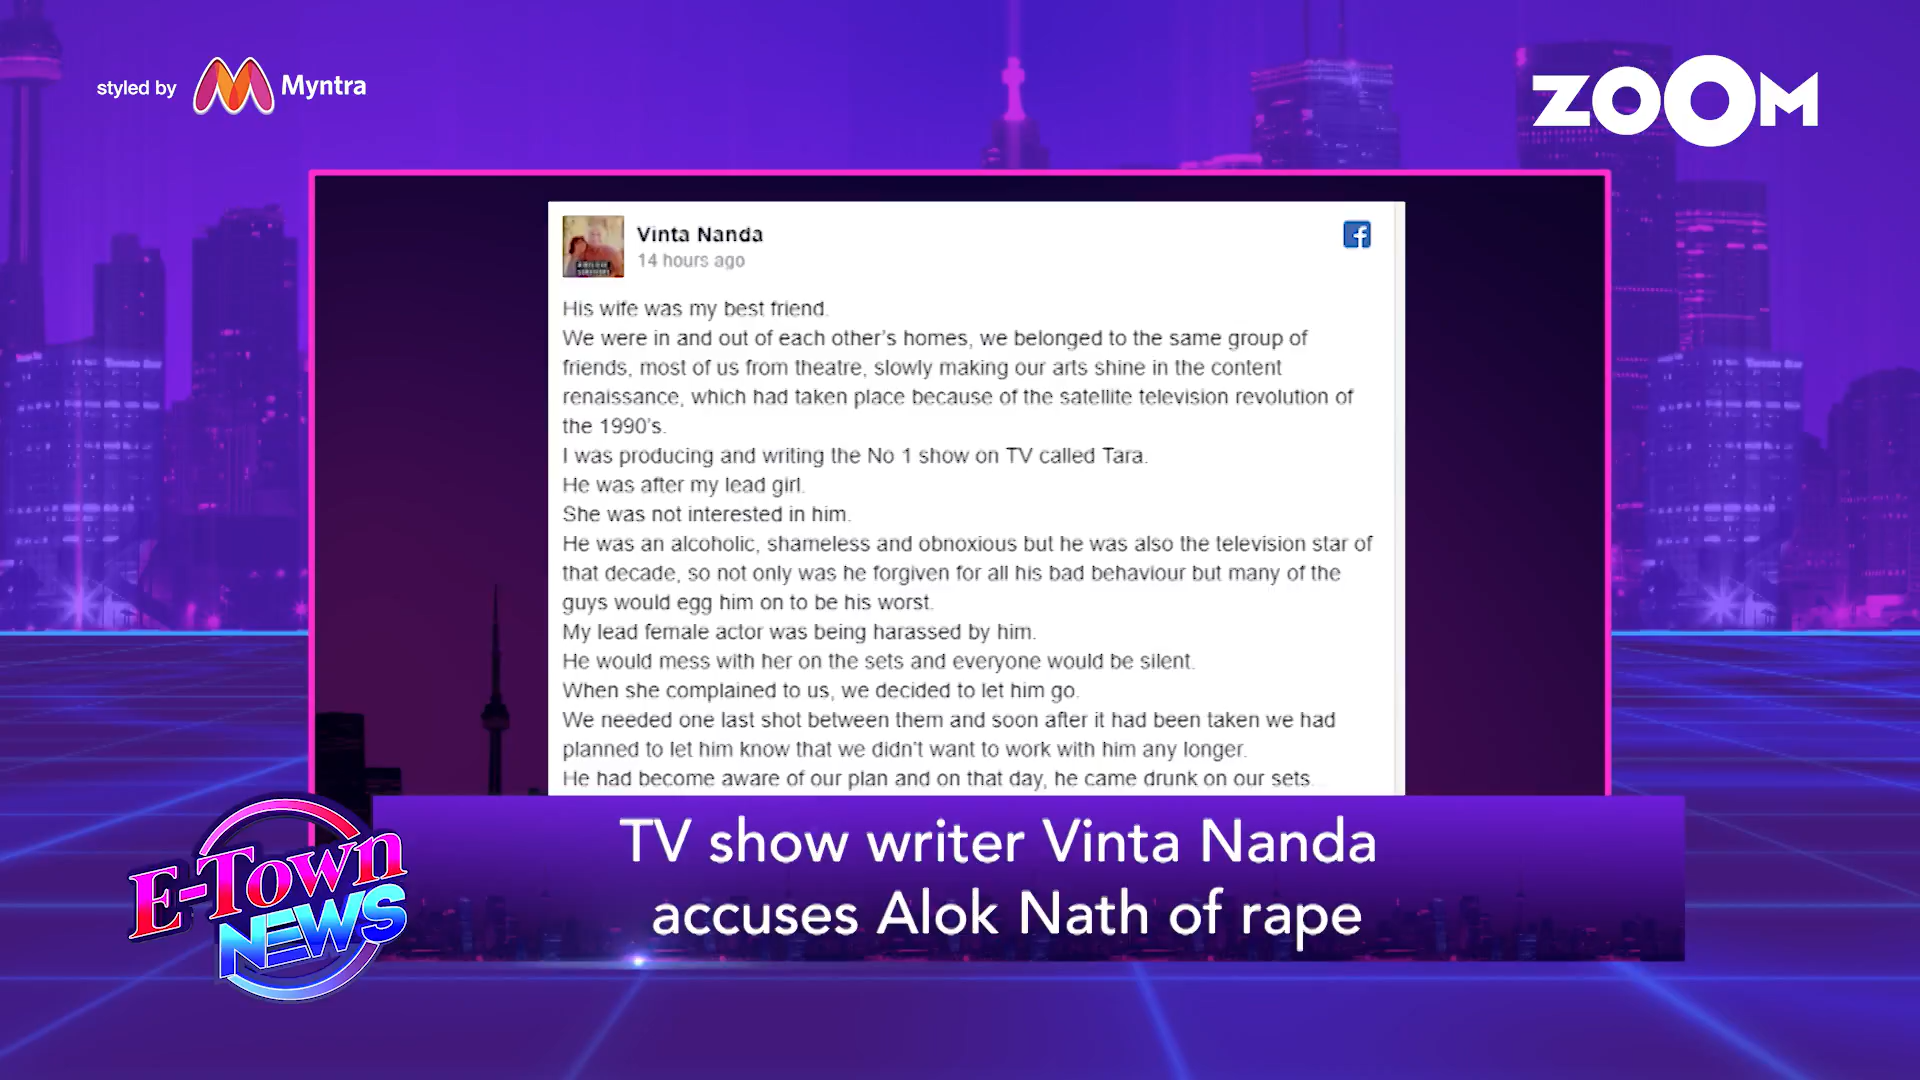 styled by Myntra
ZOOM
Vinta Nanda
14 hours ago
His wife was my best friend.
We were in and out of each other's homes, we belonged to the same group of
friends, most of us from theatre, slowly making our arts shine in the content
renaissance, which had taken place because of the satellite television revolution of
the 1990's.
I was producing and writing the No 1 show on TV called Tara.
He was after my lead girl.
She was not interested in him.
He was an alcoholic, shameless and obnoxious but he was also the television star of
that decade, so not only was he forgiven for all his bad behaviour but many of the
guys would egg him on to be his worst.
My lead female actor was being harassed by him.
He would mess with her on the sets and everyone would be silent.
When she complained to us, we decided to let him go.
We needed one last shot between them and soon after it had been taken we had
planned to let him know that we didn't want to work with him any longer.
He had become aware of our plan and on that day, he came drunk on our sets...
E-Town
NEWS
TV show writer Vinta Nanda
accuses Alok Nath of rape